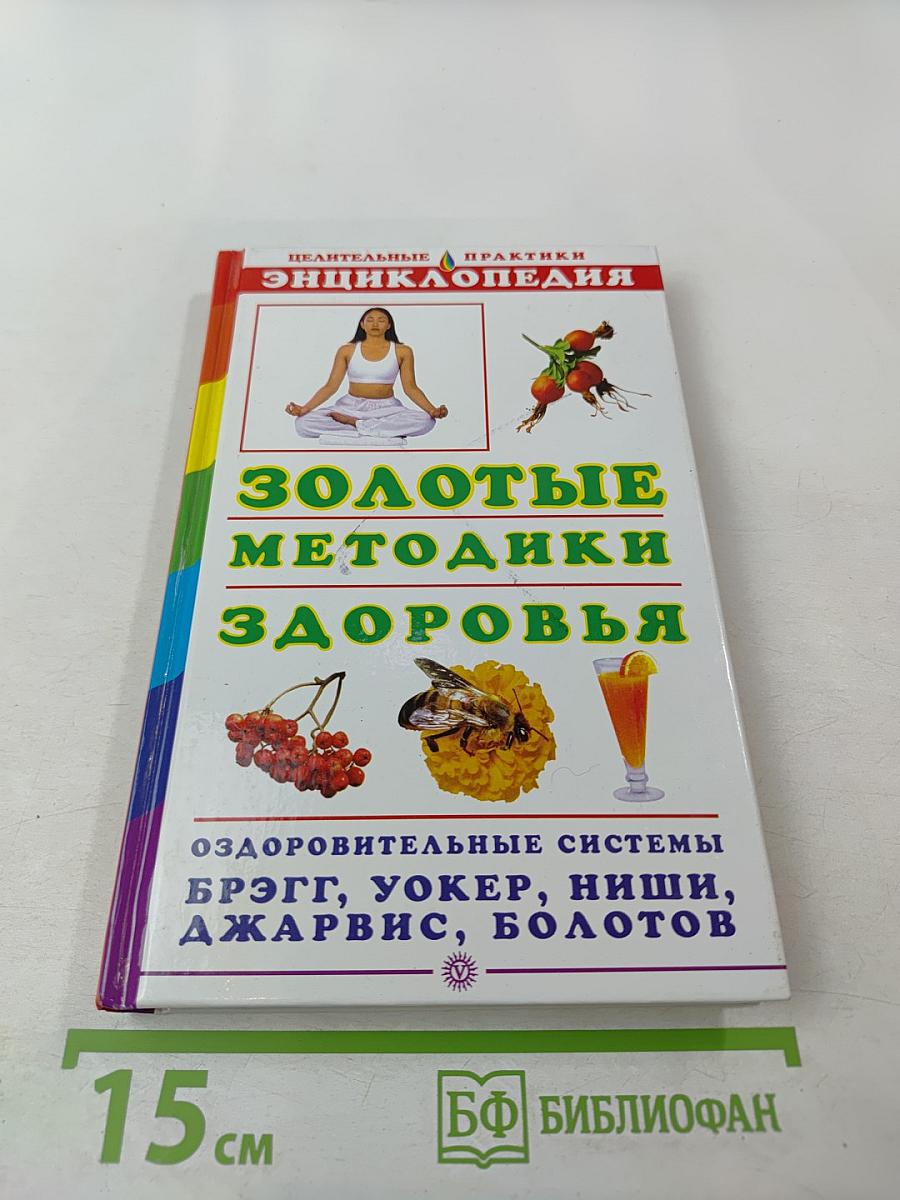 ЦЕЛИТЕЛЬНЫЕ ПРАКТИКИ
ЭНЦИКЛОПЕДИЯ
ЗОЛОТЫЕ
МЕТОДИКИ
ЗДОРОВЬЯ
ОЗДОРОВИТЕЛЬНЫЕ СИСТЕМЫ
БРЭГГ, УОКЕР, НИШИ,
ДЖАРВИС, БОЛОТОВ
V
15 см
БФ БИБЛИОФАН